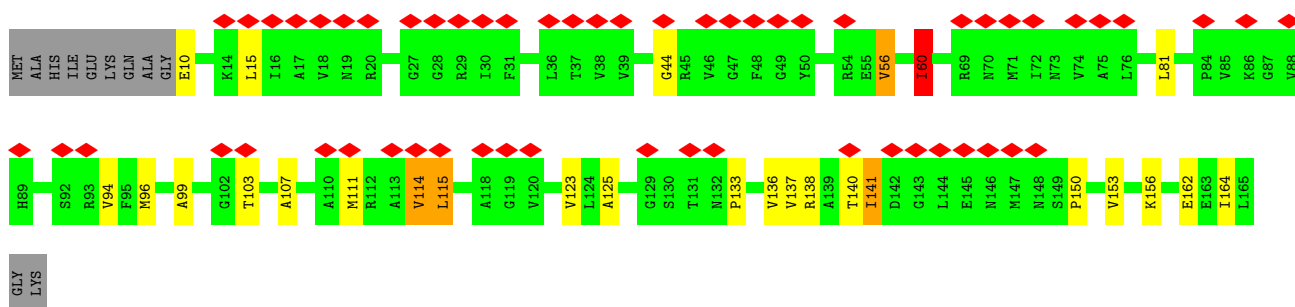 MET ALA HIS ILE GLU LYS GLN ALA GLY E10 K14 L15 I16 A17 V18 N19 R20 G27 G28 R29 I30 F31 L36 T37 V38 V39 G44 R45 V46 G47 F48 G49 Y50 R54 E55 V56 I60 R69 N70 M71 I72 N73 V74 A75 L76 L81 P84 V85 K86 G87 V88
H89 S92 R93 V94 F95 M96 A99 G102 T103 A107 A110 M111 R112 A113 V114 L115 A118 G119 V120 V123 L124 A125 G129 S130 T131 N132 P133 V136 V137 R138 A139 T140 I141 D142 G143 L144 E145 N146 M147 N148 S149 P150 V153 K156 E162 E163 I164 L165
GLY LYS